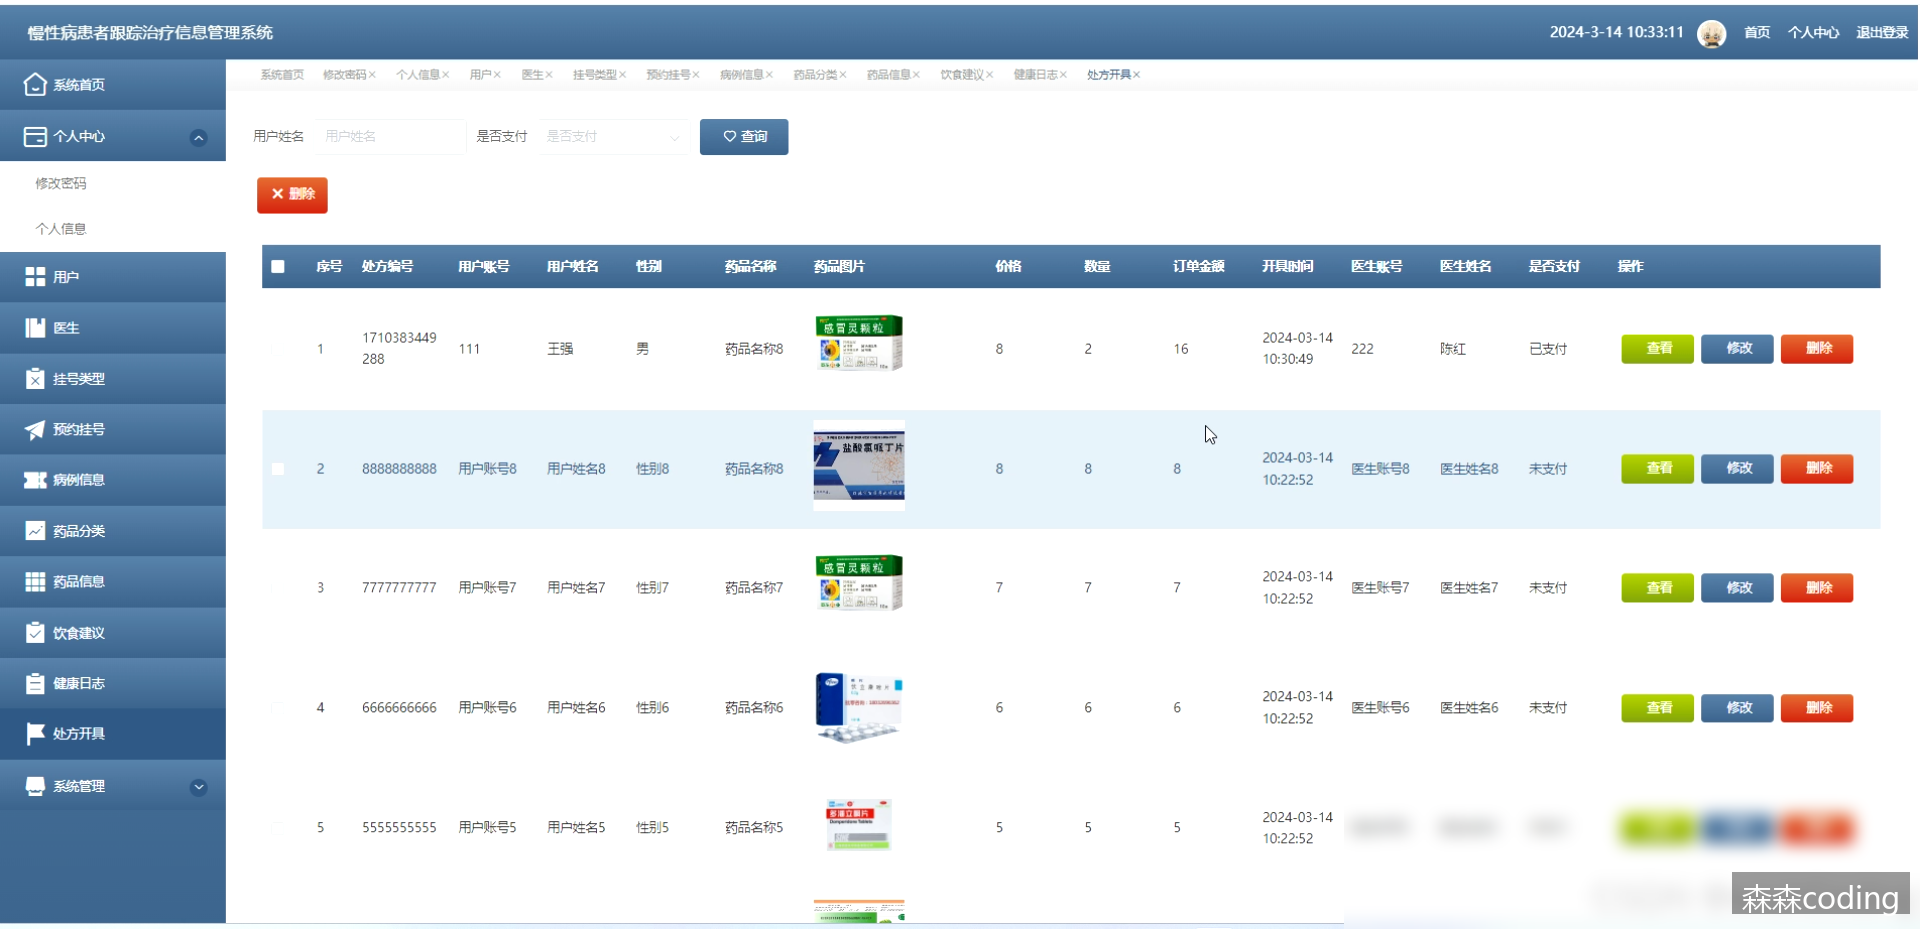 慢性病患者跟踪治疗信息管理系统
2024-3-14 10:33:11 首页 个人中心 退出登录
系统首页 修改密码× 个人信息× 用户× 医生× 挂号类型× 预约挂号× 病例信息× 药品分类× 药品信息× 饮食建议× 健康日志× 处方开具×
系统首页
个人中心
修改密码
个人信息
用户
医生
挂号类型
预约挂号
病例信息
药品分类
药品信息
饮食建议
健康日志
处方开具
系统管理
用户姓名 用户姓名 是否支付 是否支付 查询
× 删除
序号 处方编号 用户账号 用户姓名 性别 药品名称 药品图片 价格 数量 订单金额 开具时间 医生账号 医生姓名 是否支付 操作
1 1710383449288 111 王强 男 药品名称8 感冒灵颗粒 8 2 16 2024-03-14 10:30:49 222 陈红 已支付 查看 修改 删除
2 8888888888 用户账号8 用户姓名8 性别8 药品名称8 盐酸氯哌丁片 8 8 8 2024-03-14 10:22:52 医生账号8 医生姓名8 未支付 查看 修改 删除
3 7777777777 用户账号7 用户姓名7 性别7 药品名称7 感冒灵颗粒 7 7 7 2024-03-14 10:22:52 医生账号7 医生姓名7 未支付 查看 修改 删除
4 6666666666 用户账号6 用户姓名6 性别6 药品名称6 6 6 6 2024-03-14 10:22:52 医生账号6 医生姓名6 未支付 查看 修改 删除
5 5555555555 用户账号5 用户姓名5 性别5 药品名称5 多潘立酮片 Domperidone Tablets 5 5 5 2024-03-14 10:22:52
森森coding